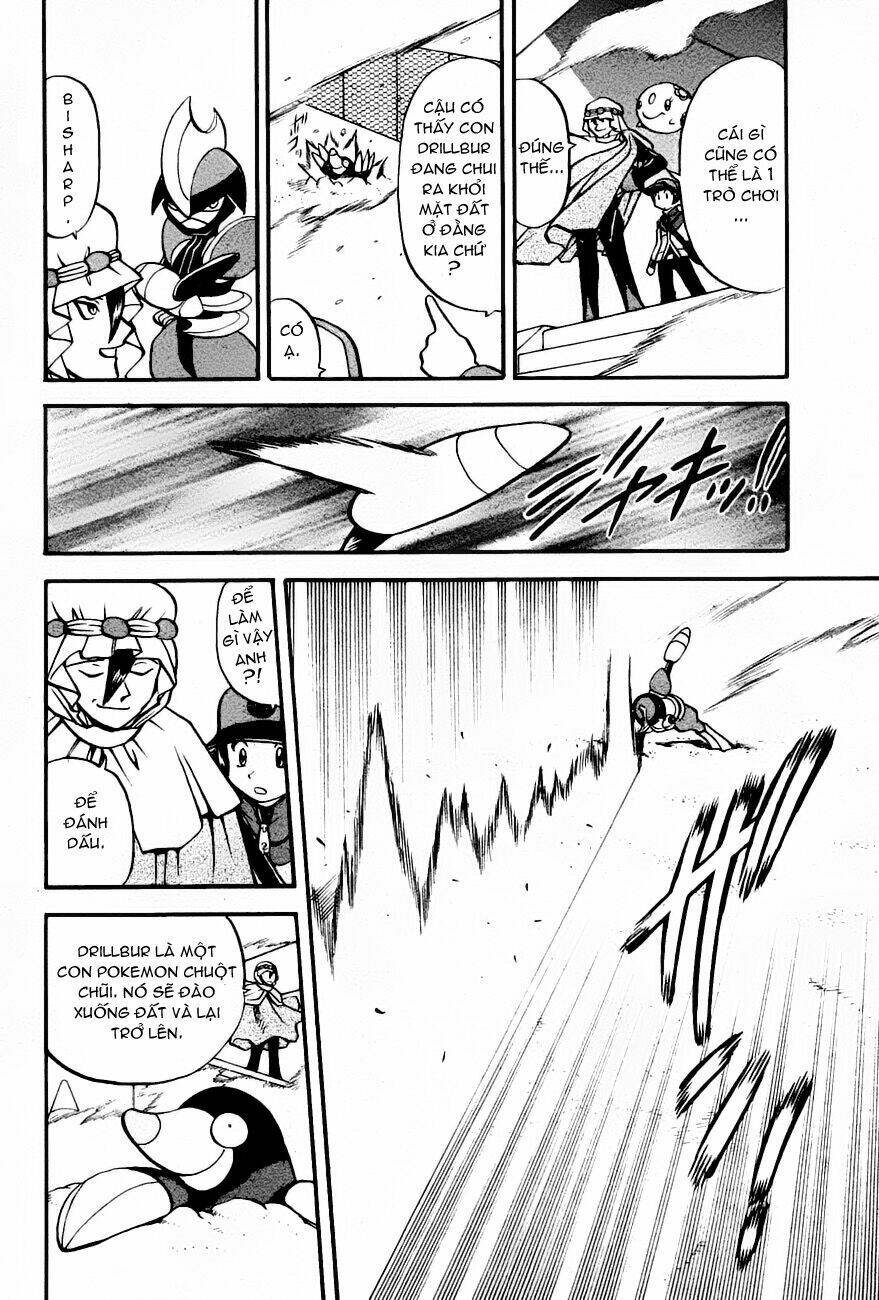 CÁI GÌ
CŨNG CÓ
THỂ LÀ 1
TRÒ CHƠI
...
ĐÚNG
THẾ...
CẬU CÓ
THẤY CON
DRILLBUR
ĐANG CHUI
RA KHỎI
MẶT ĐẤT
Ở ĐẰNG
KIA CHỨ
?
CÓ
Ạ.
BISHARP.
ジャキッ!!
ĐỂ
LÀM
GÌ VẬY
ANH
?!
ĐỂ
ĐÁNH
DẤU.
DRILLBUR LÀ MỘT
CON POKEMON CHUỘT
CHŨI. NÓ SẼ ĐÀO
XUỐNG ĐẤT VÀ LẠI
TRỞ LÊN.